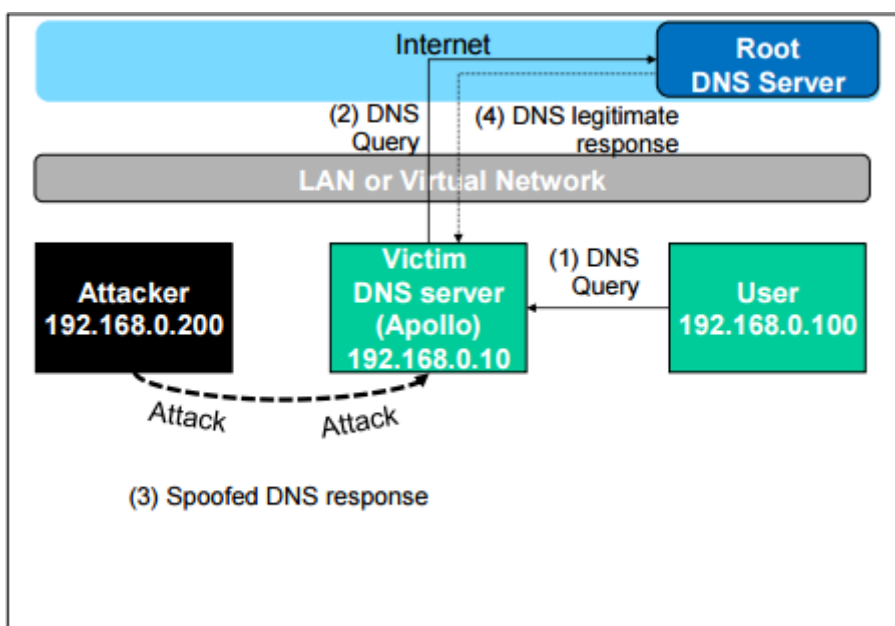 Internet
Root
DNS Server
(2) DNS
Query
(4) DNS legitimate
response
LAN or Virtual Network
Attacker
192.168.0.200
Victim
DNS server
(Apollo)
192.168.0.10
(1) DNS
Query
User
192.168.0.100
Attack
Attack
(3) Spoofed DNS response